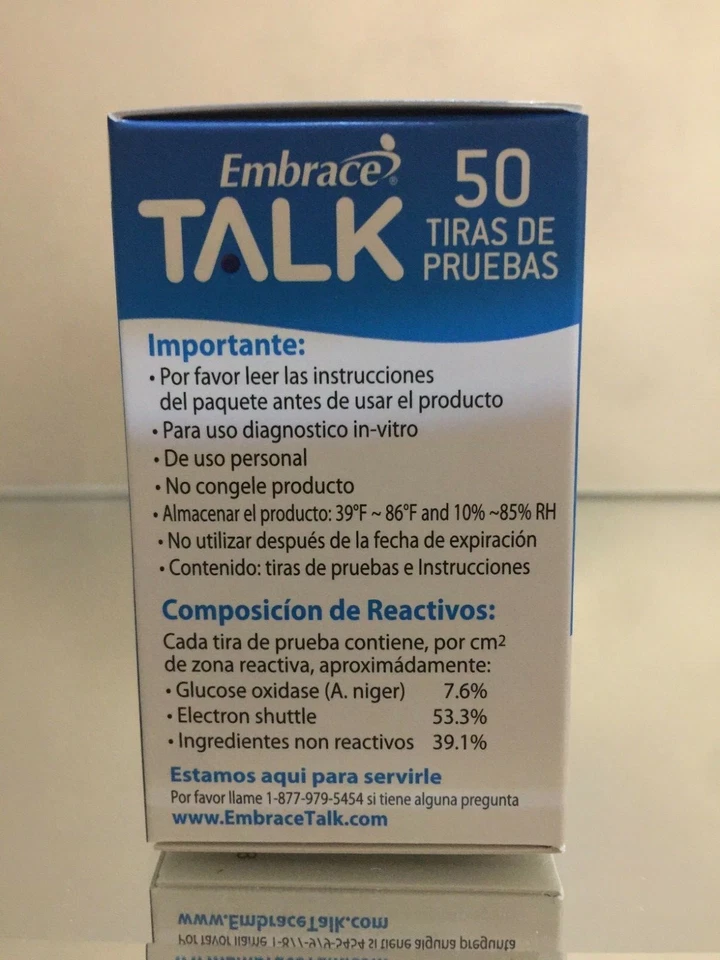 Embrace®
TALK
50
TIRAS DE
PRUEBAS
Importante:
• Por favor leer las instrucciones
del paquete antes de usar el producto
• Para uso diagnostico in-vitro
• De uso personal
• No congele producto
• Almacenar el producto: 39°F ~ 86°F and 10% ~85% RH
• No utilizar después de la fecha de expiración
• Contenido: tiras de pruebas e Instrucciones
Composicíon de Reactivos:
Cada tira de prueba contiene, por cm2
de zona reactiva, aproximádamente:
• Glucose oxidase (A. niger) 7.6%
• Electron shuttle 53.3%
• Ingredientes non reactivos 39.1%
Estamos aqui para servirle
Por favor llame 1-877-979-5454 si tiene alguna pregunta
www.EmbraceTalk.com